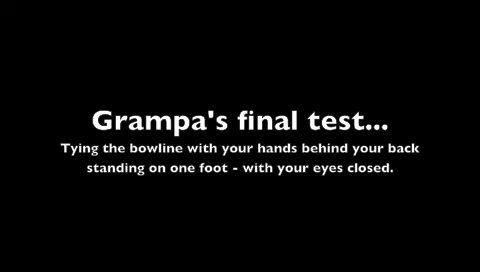 Grampa's final test...
Tying the bowline with your hands behind your back
standing on one foot - with your eyes closed.